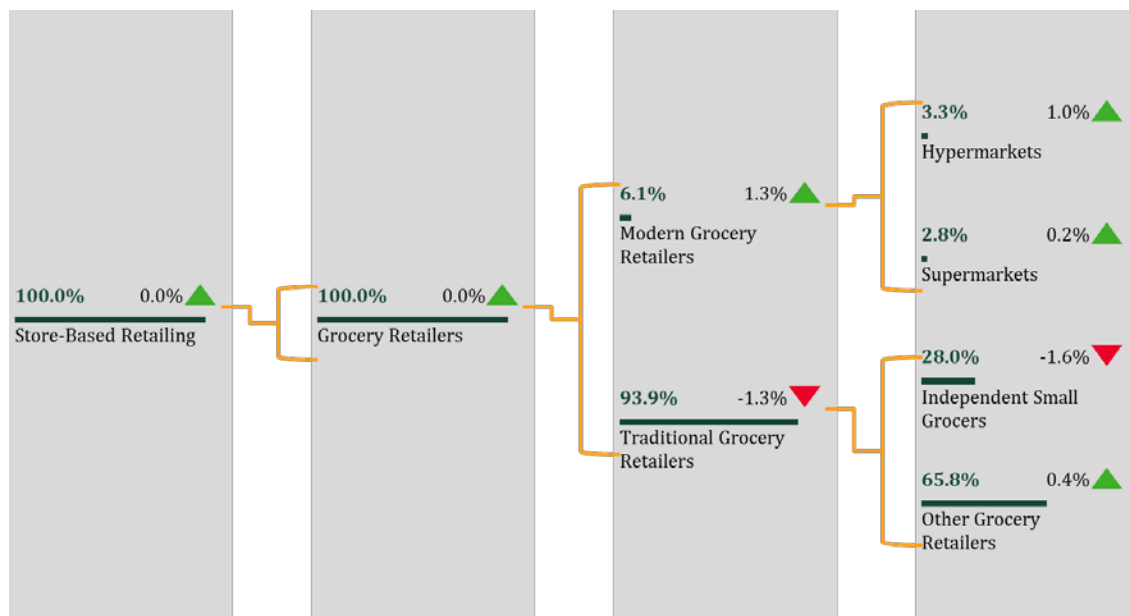 100.0% 0.0%
Store-Based Retailing
100.0% 0.0%
Grocery Retailers
6.1% 1.3%
Modern Grocery
Retailers
93.9% -1.3%
Traditional Grocery
Retailers
3.3% 1.0%
Hypermarkets
2.8% 0.2%
Supermarkets
28.0% -1.6%
Independent Small
Grocers
65.8% 0.4%
Other Grocery
Retailers